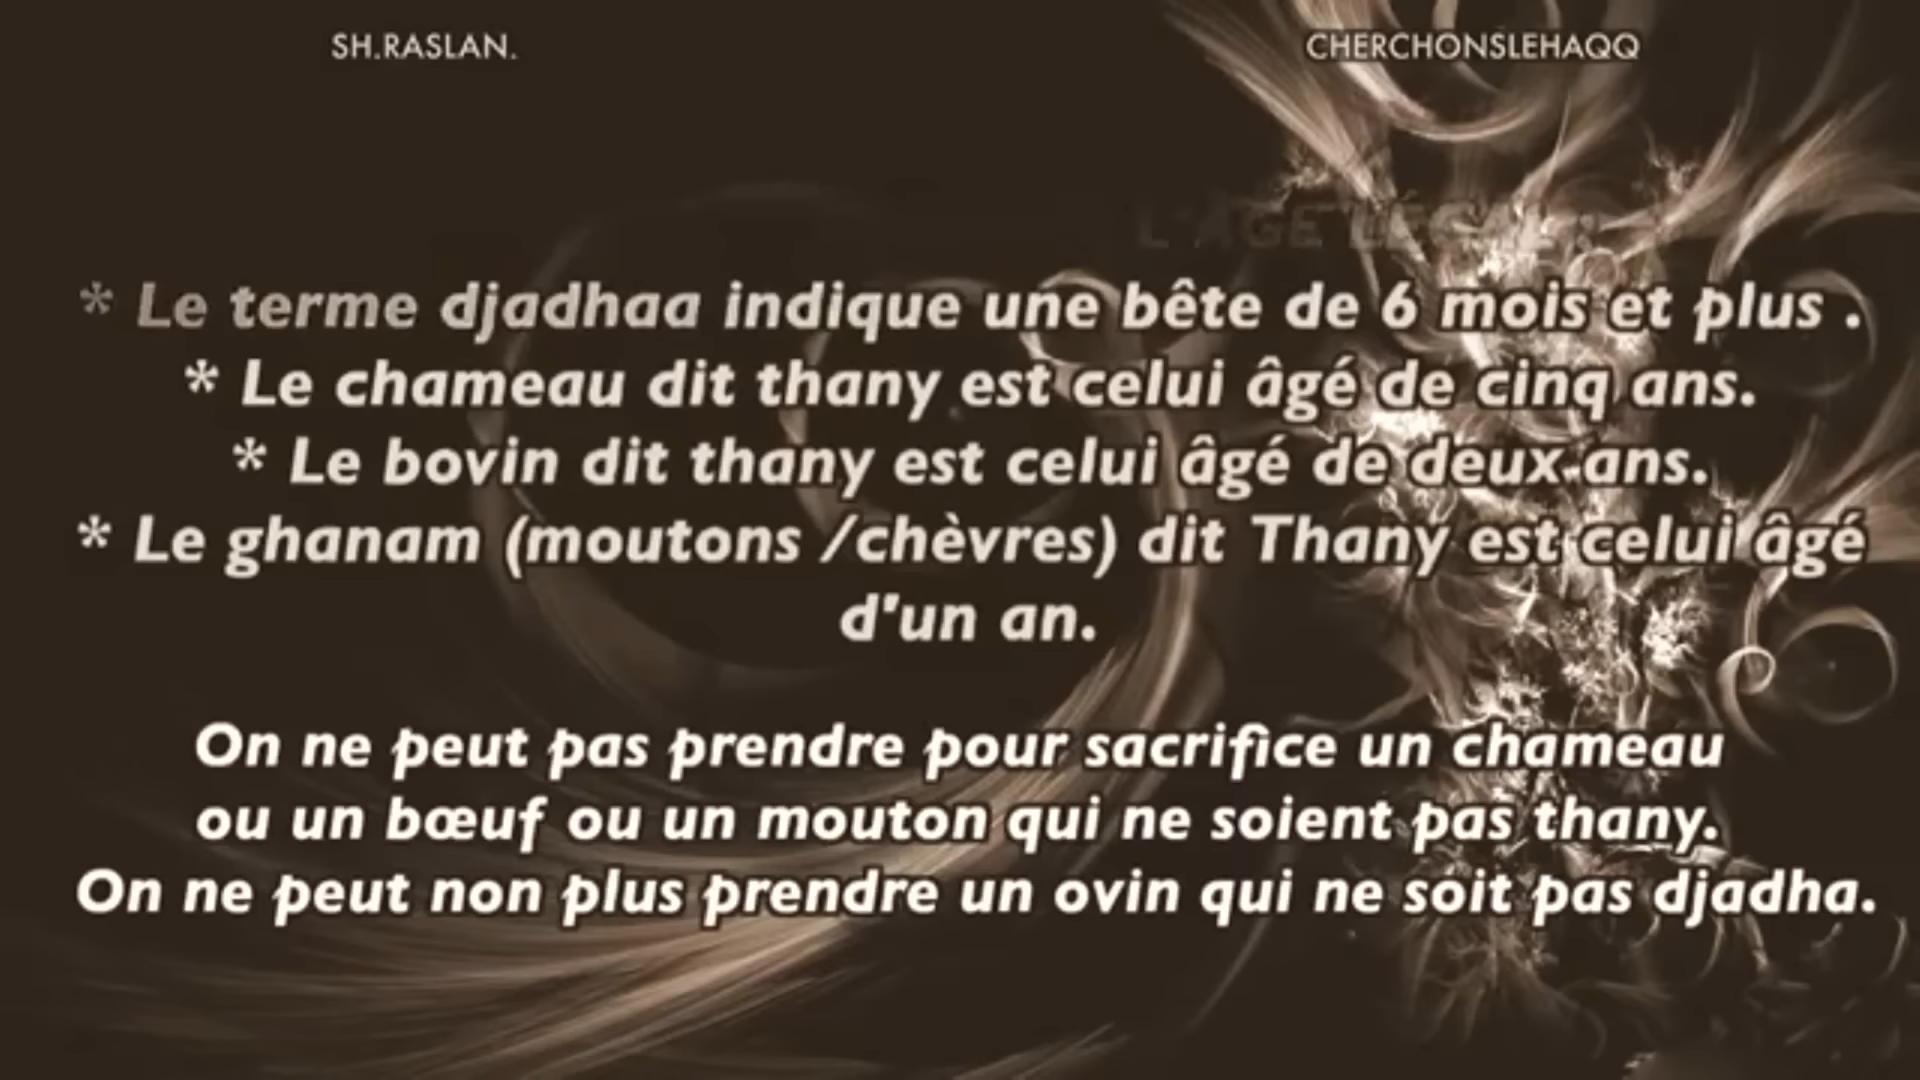 SH.RASLAN.
CHERCHONSLEHAQQ
L'ÂGE LÉGAL
* Le terme djadhaa indique une bête de 6 mois et plus .
* Le chameau dit thany est celui âgé de cinq ans.
* Le bovin dit thany est celui âgé de deux ans.
* Le ghanam (moutons /chèvres) dit Thany est celui âgé
d'un an.
On ne peut pas prendre pour sacrifice un chameau
ou un bœuf ou un mouton qui ne soient pas thany.
On ne peut non plus prendre un ovin qui ne soit pas djadha.